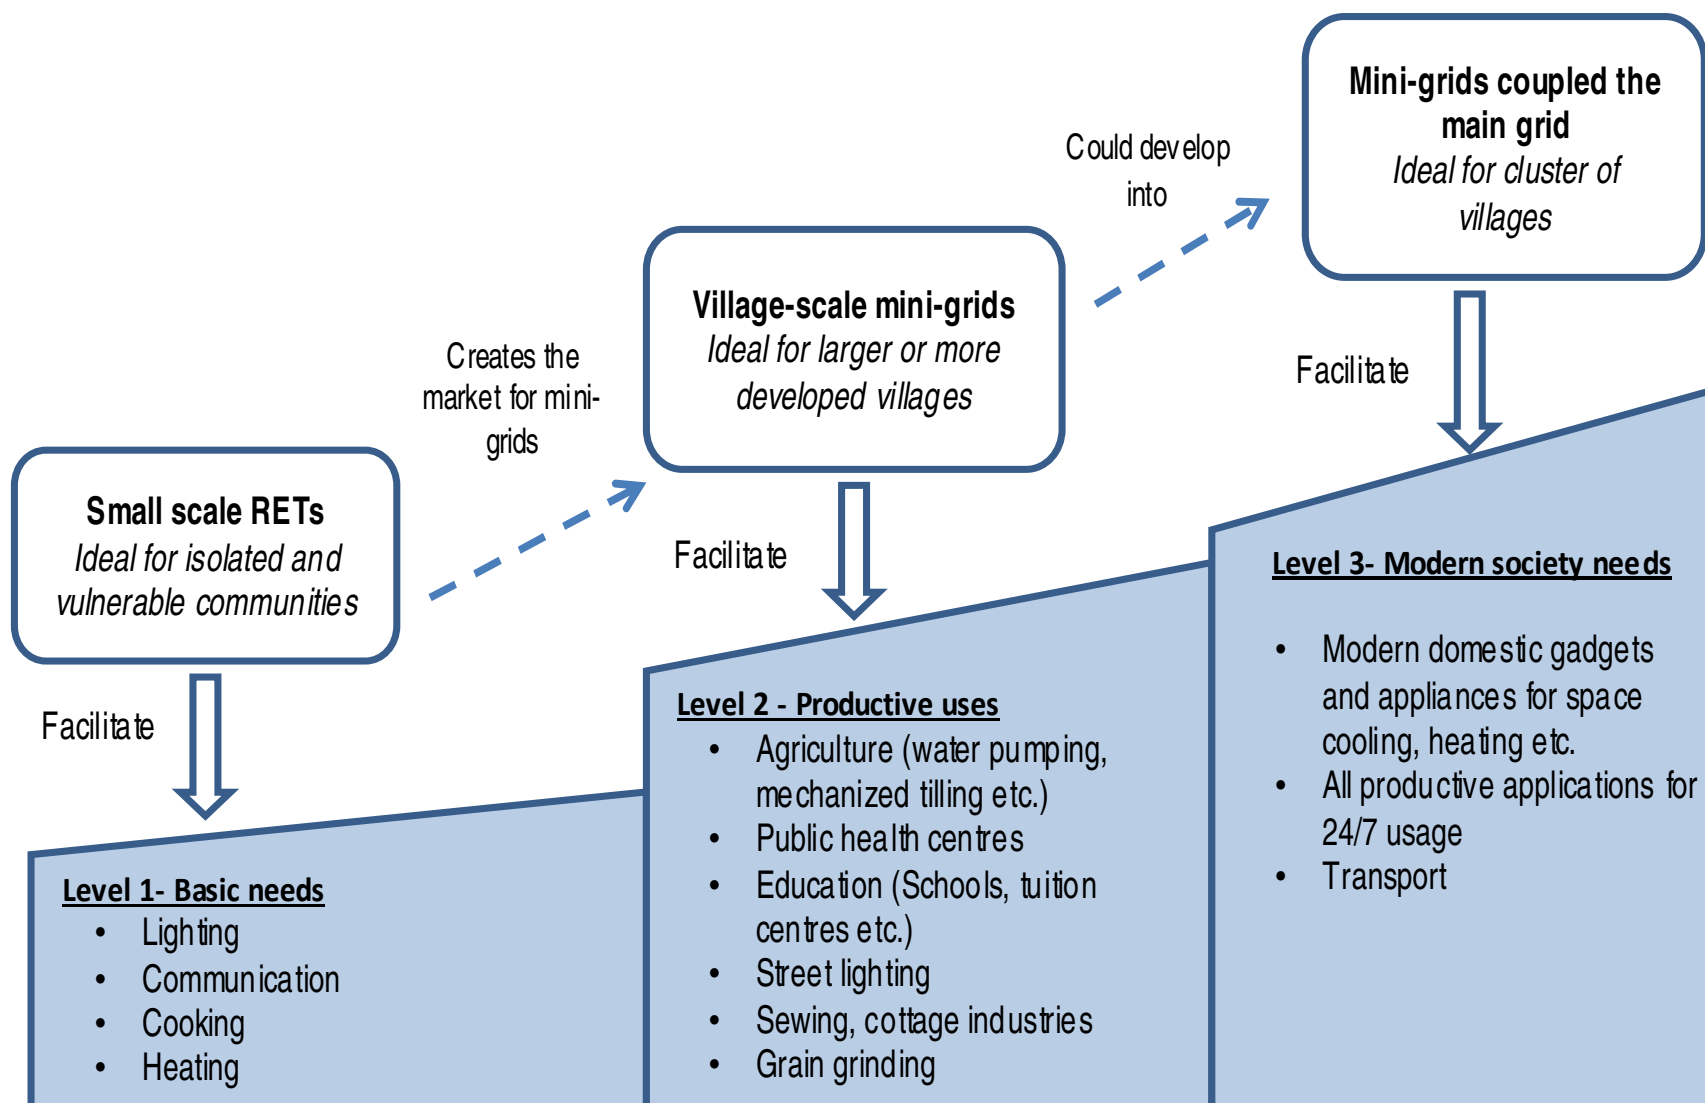 Mini-grids coupled the
main grid
Ideal for cluster of
villages
Could develop
into
Village-scale mini-grids
Ideal for larger or more
developed villages
Creates the
market for mini-
grids
Small scale RETs
Ideal for isolated and
vulnerable communities
Facilitate
Facilitate
Facilitate
Level 1- Basic needs
• Lighting
• Communication
• Cooking
• Heating
Level 2 - Productive uses
• Agriculture (water pumping,
mechanized tilling etc.)
• Public health centres
• Education (Schools, tuition
centres etc.)
• Street lighting
• Sewing, cottage industries
• Grain grinding
Level 3- Modern society needs
• Modern domestic gadgets
and appliances for space
cooling, heating etc.
• All productive applications for
24/7 usage
• Transport